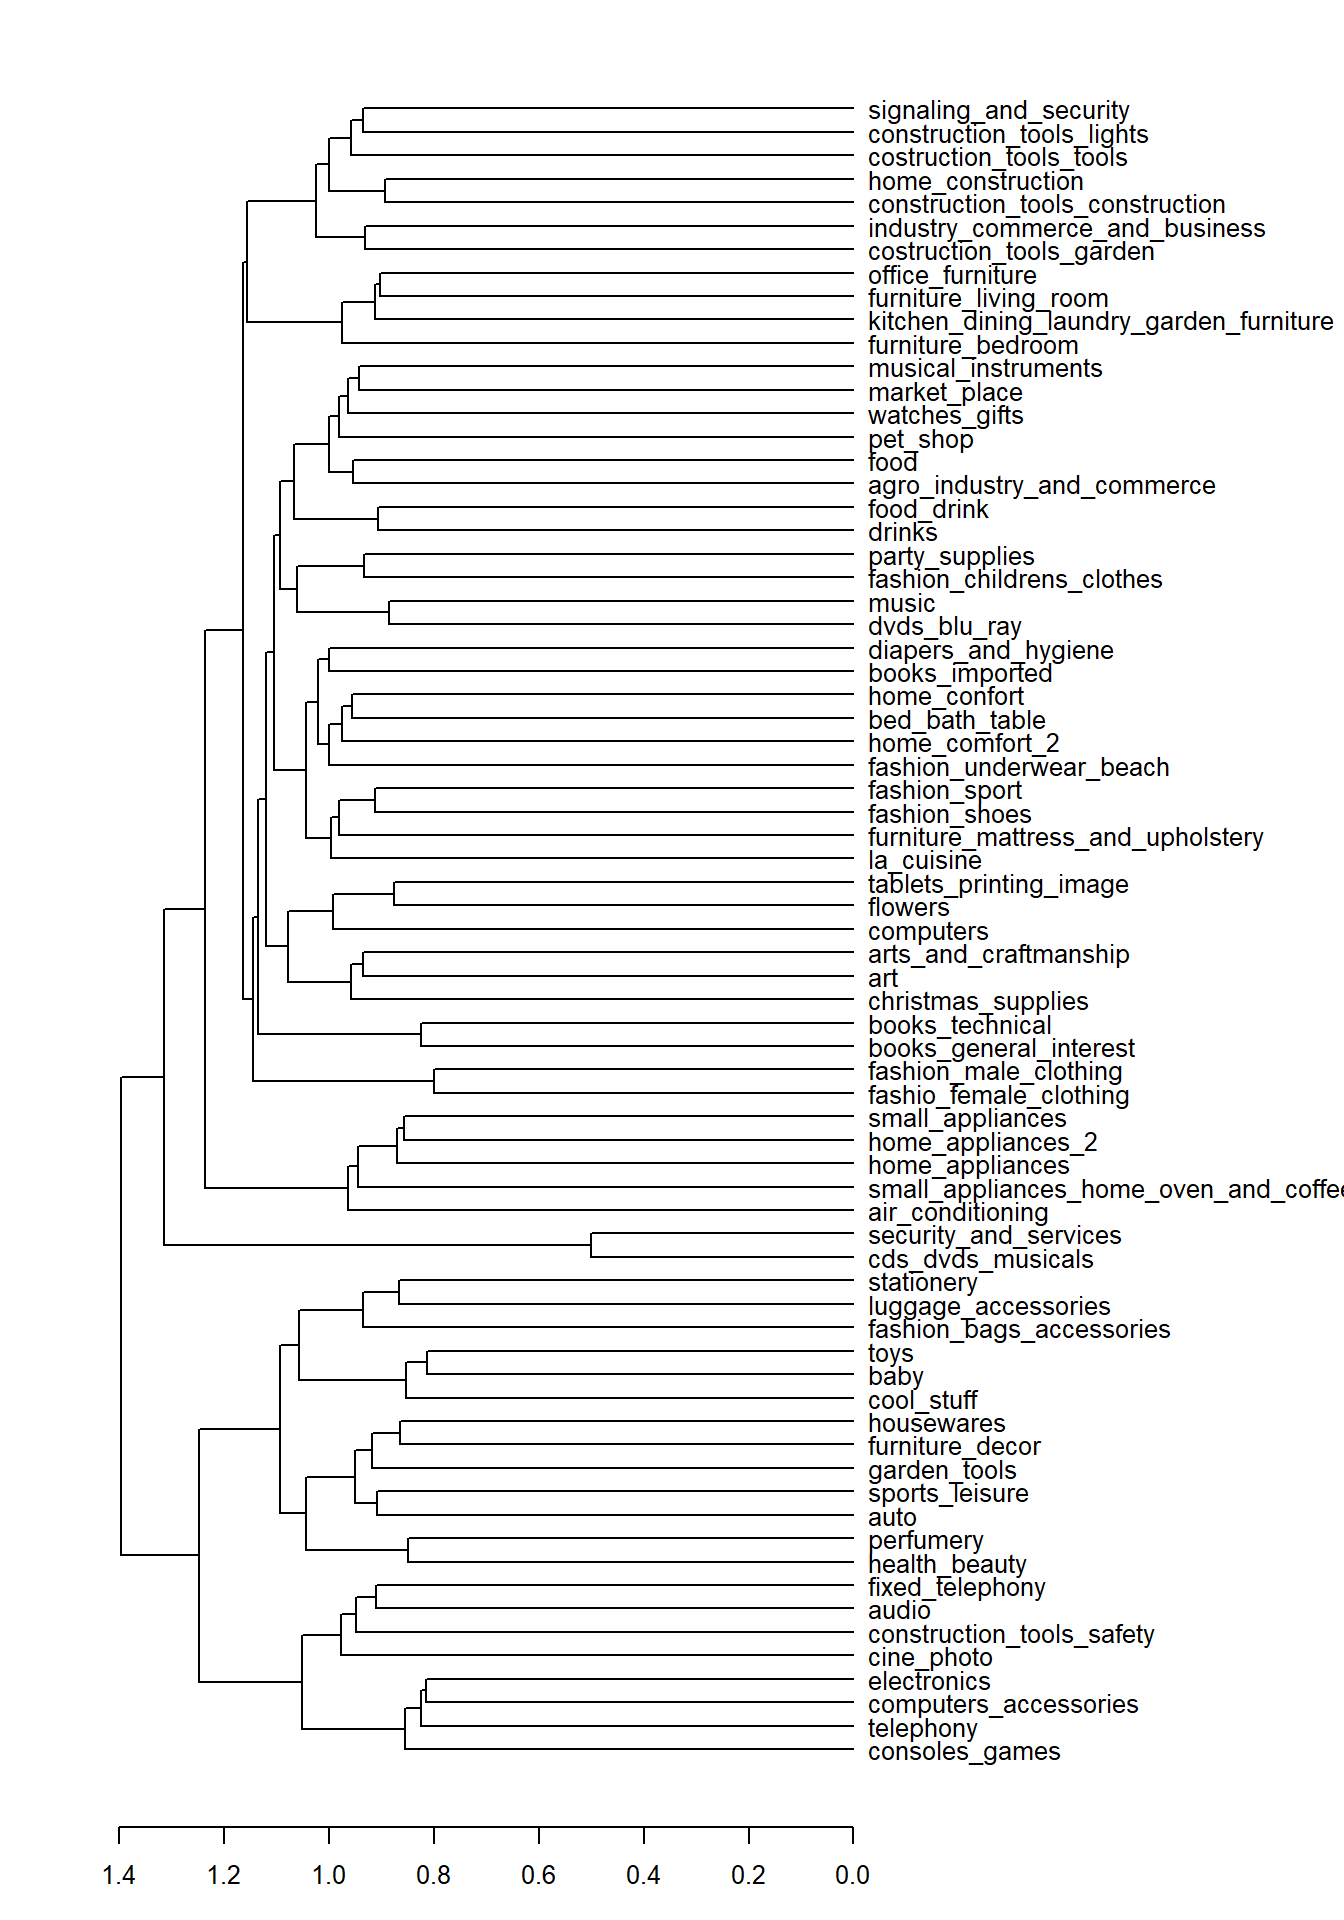 signaling_and_security
construction_tools_lights
costruction_tools_tools
home_construction
construction_tools_construction
industry_commerce_and_business
costruction_tools_garden
office_furniture
furniture_living_room
kitchen_dining_laundry_garden_furniture
furniture_bedroom
musical_instruments
market_place
watches_gifts
pet_shop
food
agro_industry_and_commerce
food_drink
drinks
party_supplies
fashion_childrens_clothes
music
dvds_blu_ray
diapers_and_hygiene
books_imported
home_confort
bed_bath_table
home_comfort_2
fashion_underwear_beach
fashion_sport
fashion_shoes
furniture_mattress_and_upholstery
la_cuisine
tablets_printing_image
flowers
computers
arts_and_craftmanship
art
christmas_supplies
books_technical
books_general_interest
fashion_male_clothing
fashio_female_clothing
small_appliances
home_appliances_2
home_appliances
small_appliances_home_oven_and_coffee
air_conditioning
security_and_services
cds_dvds_musicals
stationery
luggage_accessories
fashion_bags_accessories
toys
baby
cool_stuff
housewares
furniture_decor
garden_tools
sports_leisure
auto
perfumery
health_beauty
fixed_telephony
audio
construction_tools_safety
cine_photo
electronics
computers_accessories
telephony
consoles_games
1.4 1.2 1.0 0.8 0.6 0.4 0.2 0.0